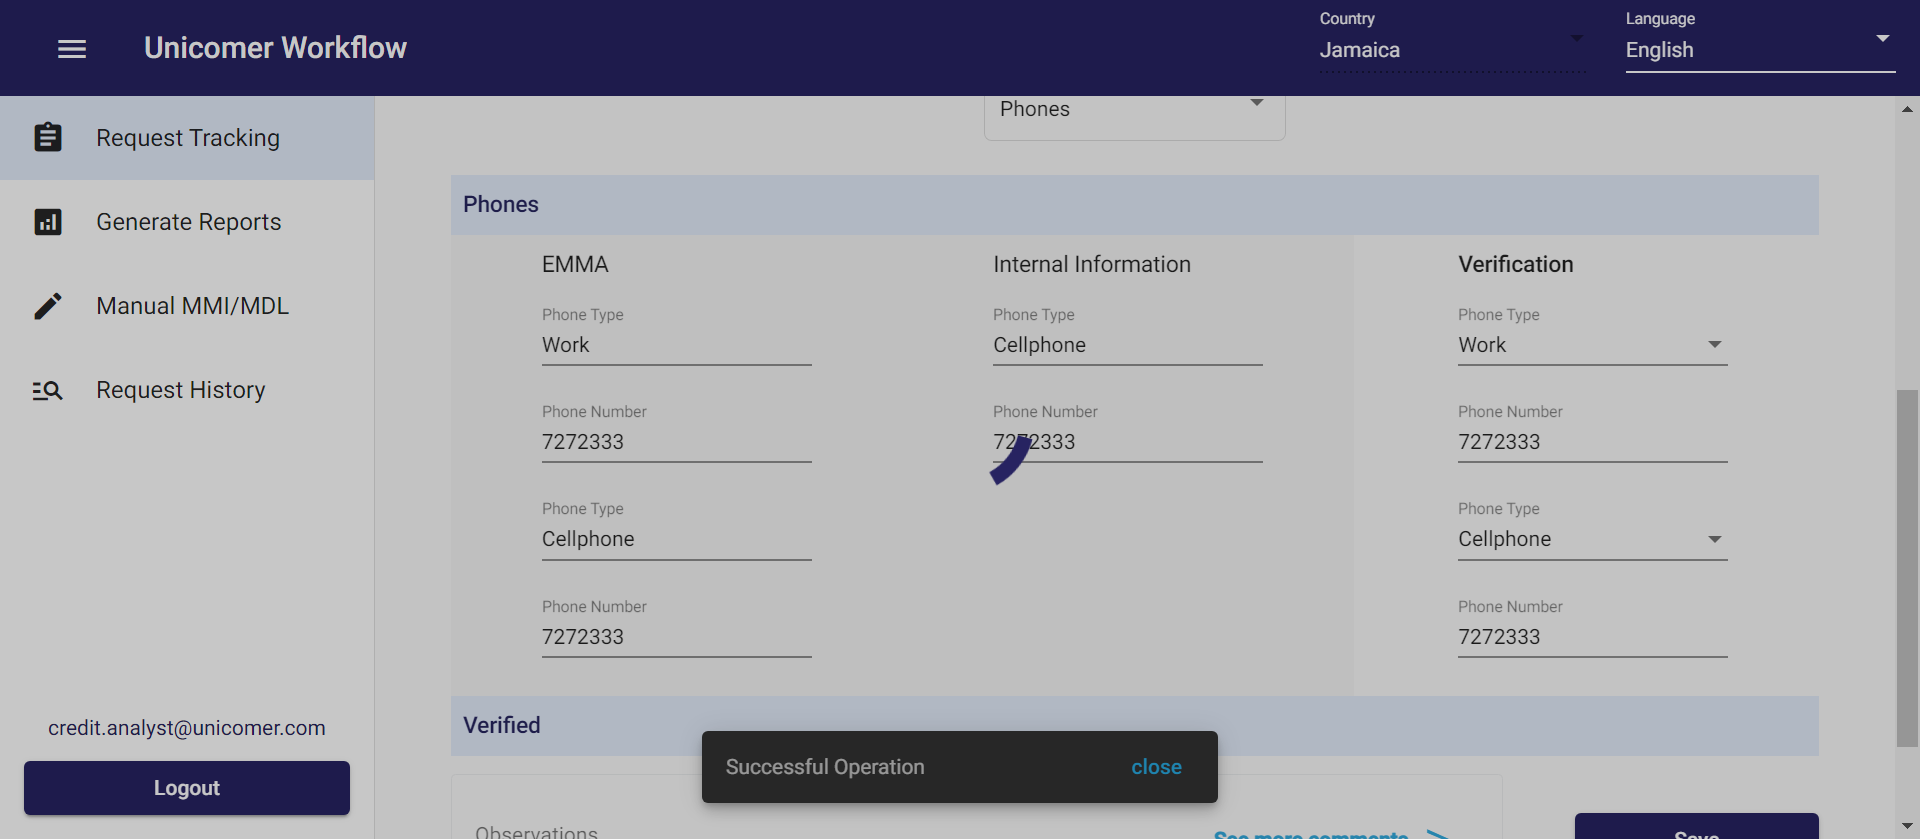 Unicomer Workflow
Country
Jamaica
Language
English
Request Tracking
Generate Reports
Manual MMI/MDL
Request History
credit.analyst@unicomer.com
Logout
Phones
Phones
EMMA
Internal Information
Verification
Phone Type
Work
Phone Type
Cellphone
Phone Type
Work
Phone Number
7272333
Phone Number
7272333
Phone Number
7272333
Phone Type
Cellphone
Phone Type
Cellphone
Phone Number
7272333
Phone Number
7272333
Verified
Successful Operation
close
Observations
See more comments
Save